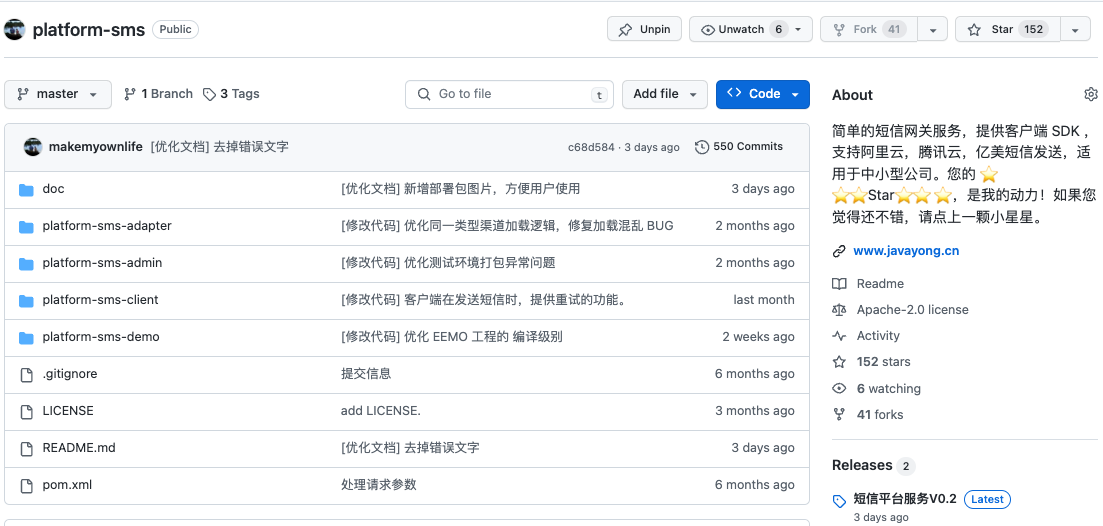 platform-sms Public Unpin Unwatch 6 Fork 41 Star 152
master 1 Branch 3 Tags Go to file t Add file Code
makemyownlife [优化文档] 去掉错误文字 c68d584 · 3 days ago 550 Commits
doc [优化文档] 新增部署包图片，方便用户使用 3 days ago
platform-sms-adapter [修改代码] 优化同一类型渠道加载逻辑，修复加载混乱 BUG 2 months ago
platform-sms-admin [修改代码] 优化测试环境打包异常问题 2 months ago
platform-sms-client [修改代码] 客户端在发送短信时，提供重试的功能。 last month
platform-sms-demo [修改代码] 优化 EEMO 工程的 编译级别 2 weeks ago
.gitignore 提交信息 6 months ago
LICENSE add LICENSE. 3 months ago
README.md [优化文档] 去掉错误文字 3 days ago
pom.xml 处理请求参数 6 months ago
About
简单的短信网关服务，提供客户端 SDK ，
支持阿里云，腾讯云，亿美短信发送，适
用于中小型公司。您的 ⭐
⭐⭐Star⭐⭐ ⭐，是我的动力！如果您
觉得还不错，请点上一颗小星星。
www.javayong.cn
Readme
Apache-2.0 license
Activity
152 stars
6 watching
41 forks
Releases 2
短信平台服务V0.2 Latest
3 days ago